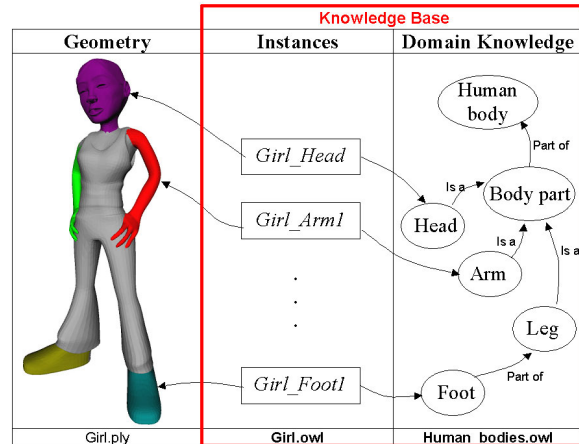 Knowledge Base
Geometry
Instances
Domain Knowledge
Human
body
Part of
Girl_Head
Is a
Body part
Head
Girl_Arm1
Is a
Is a
Arm
Leg
Girl_Foot1
Foot
Part of
Girl.ply
Girl.owl
Human_bodies.owl